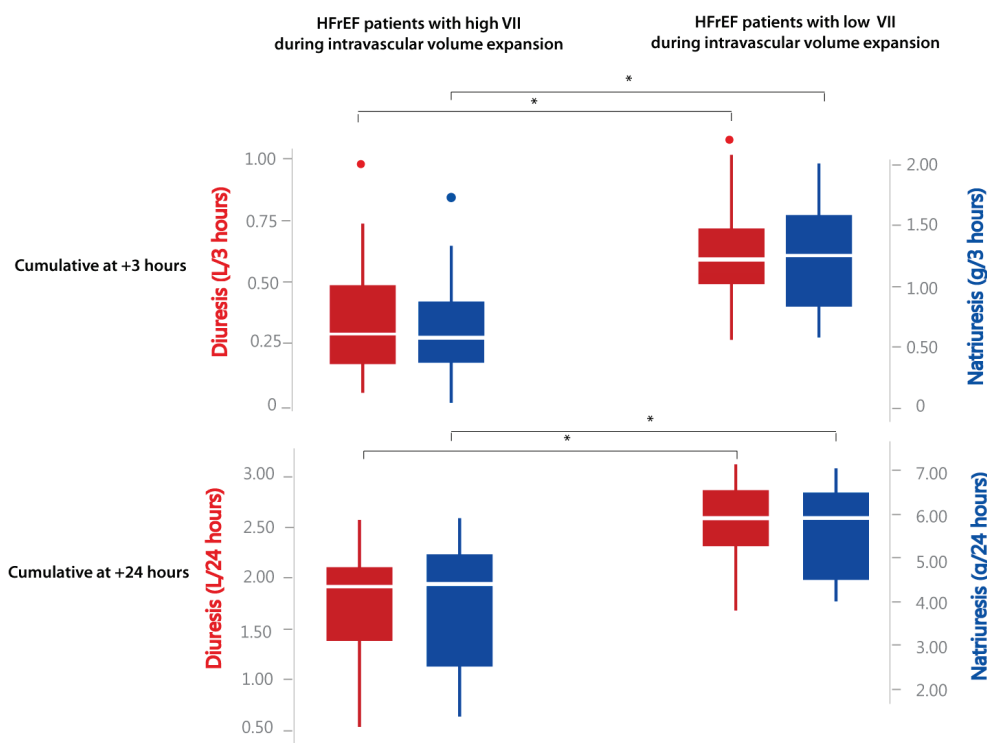 HFrEF patients with high VII
during intravascular volume expansion
HFrEF patients with low VII
during intravascular volume expansion
*
*
Cumulative at +3 hours
Diuresis (L/3 hours)
1.00
0.75
0.50
0.25
0
2.00
1.50
1.00
0.50
0
Natriuresis (g/3 hours)
*
*
Cumulative at +24 hours
Diuresis (L/24 hours)
3.00
2.50
2.00
1.50
1.00
0.50
7.00
6.00
5.00
4.00
3.00
2.00
Natriuresis (g/24 hours)